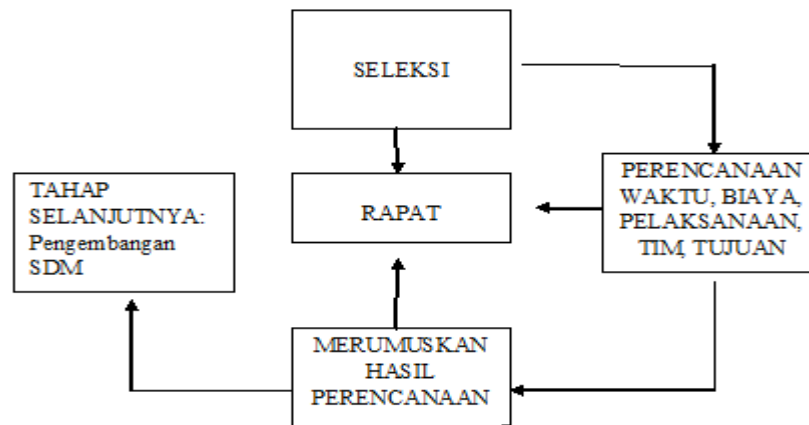 SELEKSI
TAHAP
SELANJUTNYA:
Pengembangan
SDM
RAPAT
PERENCANAAN
WAKTU, BIAYA,
PELAKSANAAN,
TIM, TUJUAN
MERUMUSKAN
HASIL
PERENCANAAN